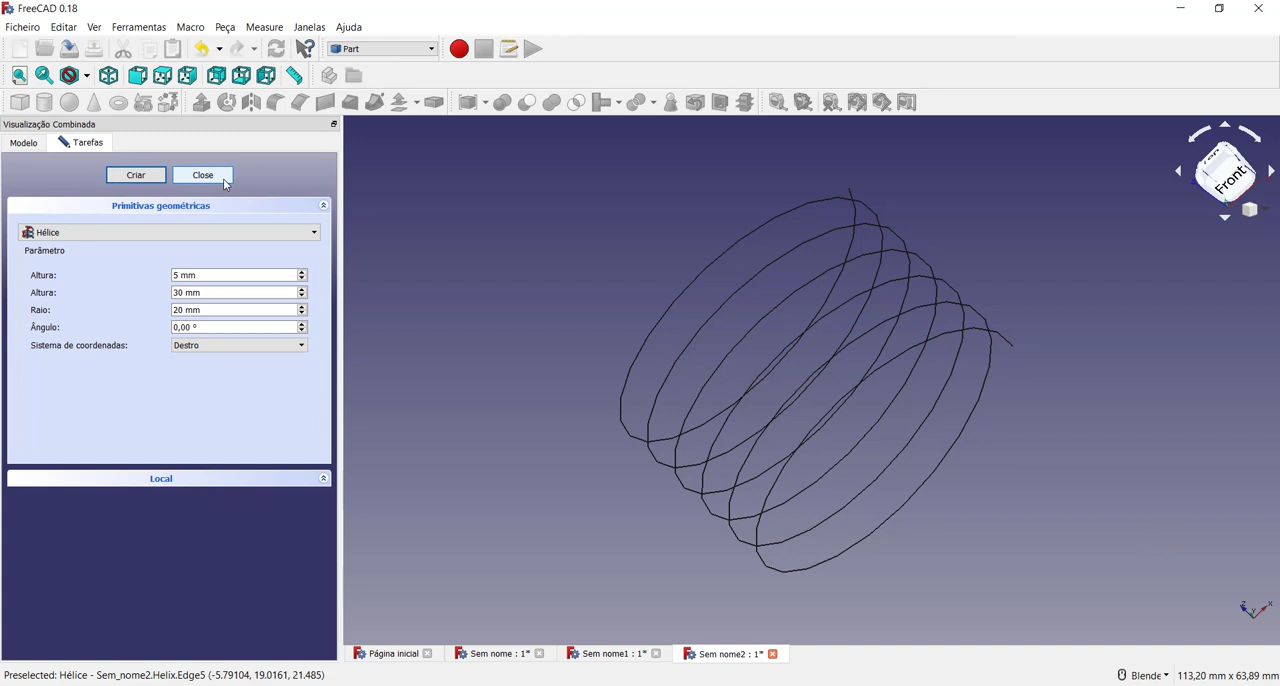 FreeCAD 0.18
Ficheiro Editar Ver Ferramentas Macro Peça Measure Janelas Ajuda
Part
Visualização Combinada
Modelo Tarefas
Criar Close
Primitivas geométricas
Hélice
Parâmetro
Altura: 5 mm
Altura: 30 mm
Raio: 20 mm
Ângulo: 0,00 º
Sistema de coordenadas: Destro
Local
Top
Front
Z Y X
Página inicial Sem nome : 1* Sem nome1 : 1* Sem nome2 : 1*
Preselected: Hélice - Sem_nome2.Helix.Edge5 (-5.79104, 19.0161, 21.485)
Blende 113,20 mm x 63,89 mm